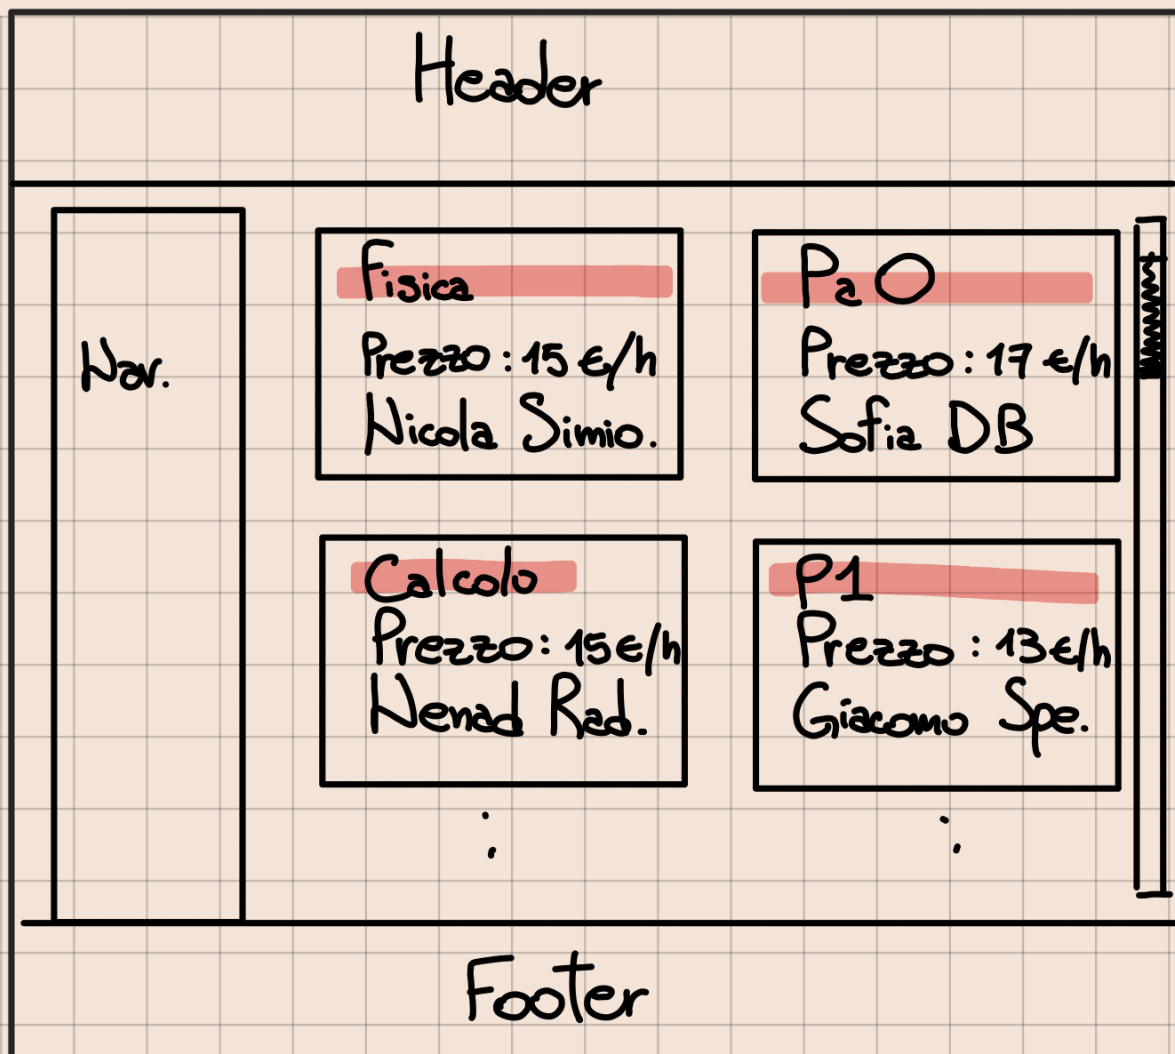 Header
Nav.
Fisica
Prezzo: 15 €/h
Nicola Simio.
Pa O
Prezzo: 17 €/h
Sofia DB
Calcolo
Prezzo: 15€/h
Nenad Rad.
P1
Prezzo: 13€/h
Giacomo Spe.
Footer